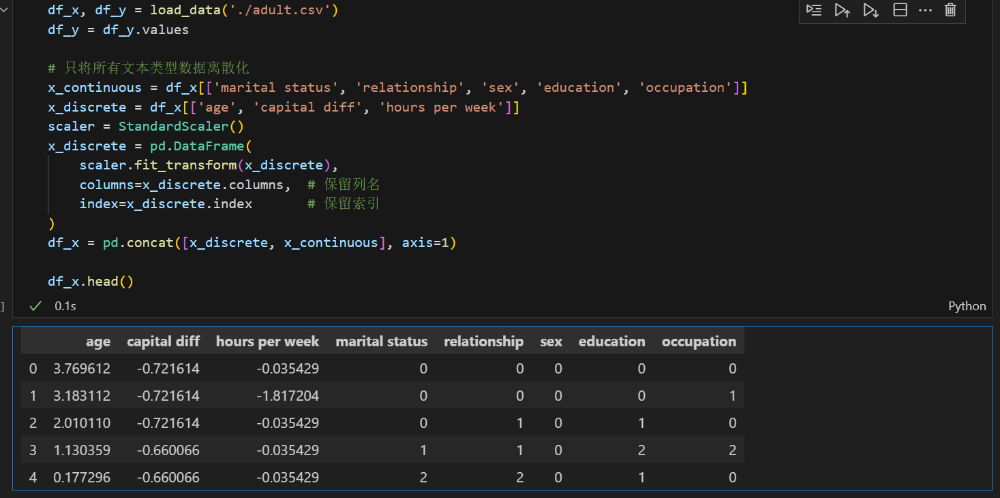 df_x, df_y = load_data('./adult.csv')
df_y = df_y.values
# 只将所有文本类型数据离散化
x_continuous = df_x[['marital status', 'relationship', 'sex', 'education', 'occupation']]
x_discrete = df_x[['age', 'capital diff', 'hours per week']]
scaler = StandardScaler()
x_discrete = pd.DataFrame(
    scaler.fit_transform(x_discrete),
    columns=x_discrete.columns,  # 保留列名
    index=x_discrete.index       # 保留索引
)
df_x = pd.concat([x_discrete, x_continuous], axis=1)
df_x.head()
] 0.1s Python
age capital diff hours per week marital status relationship sex education occupation
0 3.769612 -0.721614 -0.035429 0 0 0 0 0
1 3.183112 -0.721614 -1.817204 0 0 0 0 1
2 2.010110 -0.721614 -0.035429 0 1 0 1 0
3 1.130359 -0.660066 -0.035429 1 1 0 2 2
4 0.177296 -0.660066 -0.035429 2 2 0 1 0